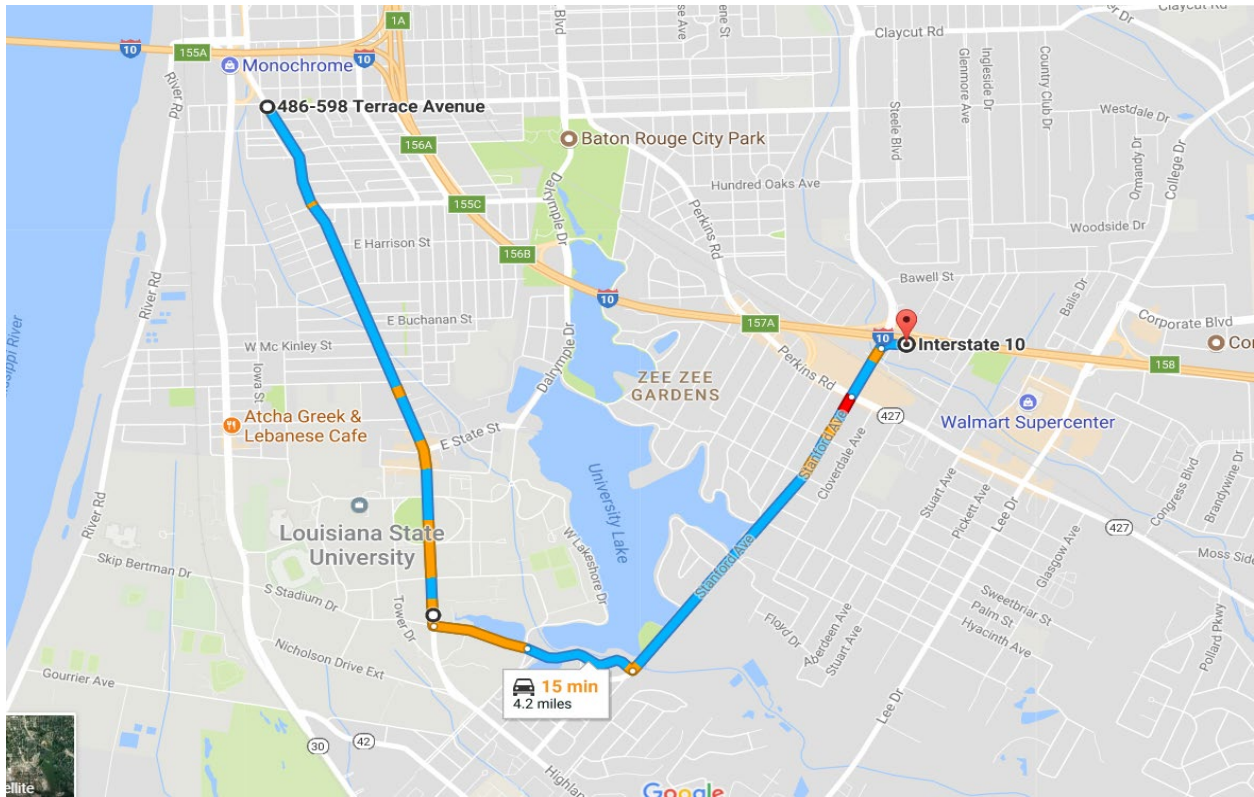 1A
Claycut Rd
Claycut Rd
10
155A
River Rd
Monochrome
10
Blvd
486-598 Terrace Avenue
156A
Baton Rouge City Park
Dalrymple Dr
Hundred Oaks Ave
Steele Blvd
Glenmore Ave
Ingleside Dr
Country Club Dr
Westdale Dr
Ormandy Dr
College Dr
155C
Perkins Rd
Woodside Dr
E Harrison St
156B
Bawell St
Balis Dr
River Rd
10
E Buchanan St
157A
10
Interstate 10
Corporate Blvd
158
W Mc Kinley St
Iowa St
Dalrymple Dr
ZEE ZEE
GARDENS
Perkins Rd
427
Walmart Supercenter
Atcha Greek &
Lebanese Cafe
E State St
Stanford Ave
Cloverdale Ave
University Lake
Stuart Ave
Pickett Ave
Lee Dr
Congress Blvd
Brandywine Dr
River Rd
Louisiana State
University
427
Skip Bertman Dr
W Lakeshore Dr
Stanford Ave
Glasgow Ave
Moss Side
S Stadium Dr
Tower Dr
Sweetbriar St
Palm St
Hyacinth Ave
Floyd Dr
Aberdeen Ave
Stuart Ave
Pollard Pkwy
Nicholson Drive Ext
Gourrier Ave
15 min
4.2 miles
Lee Dr
30
42
Highlan
Google
ellite